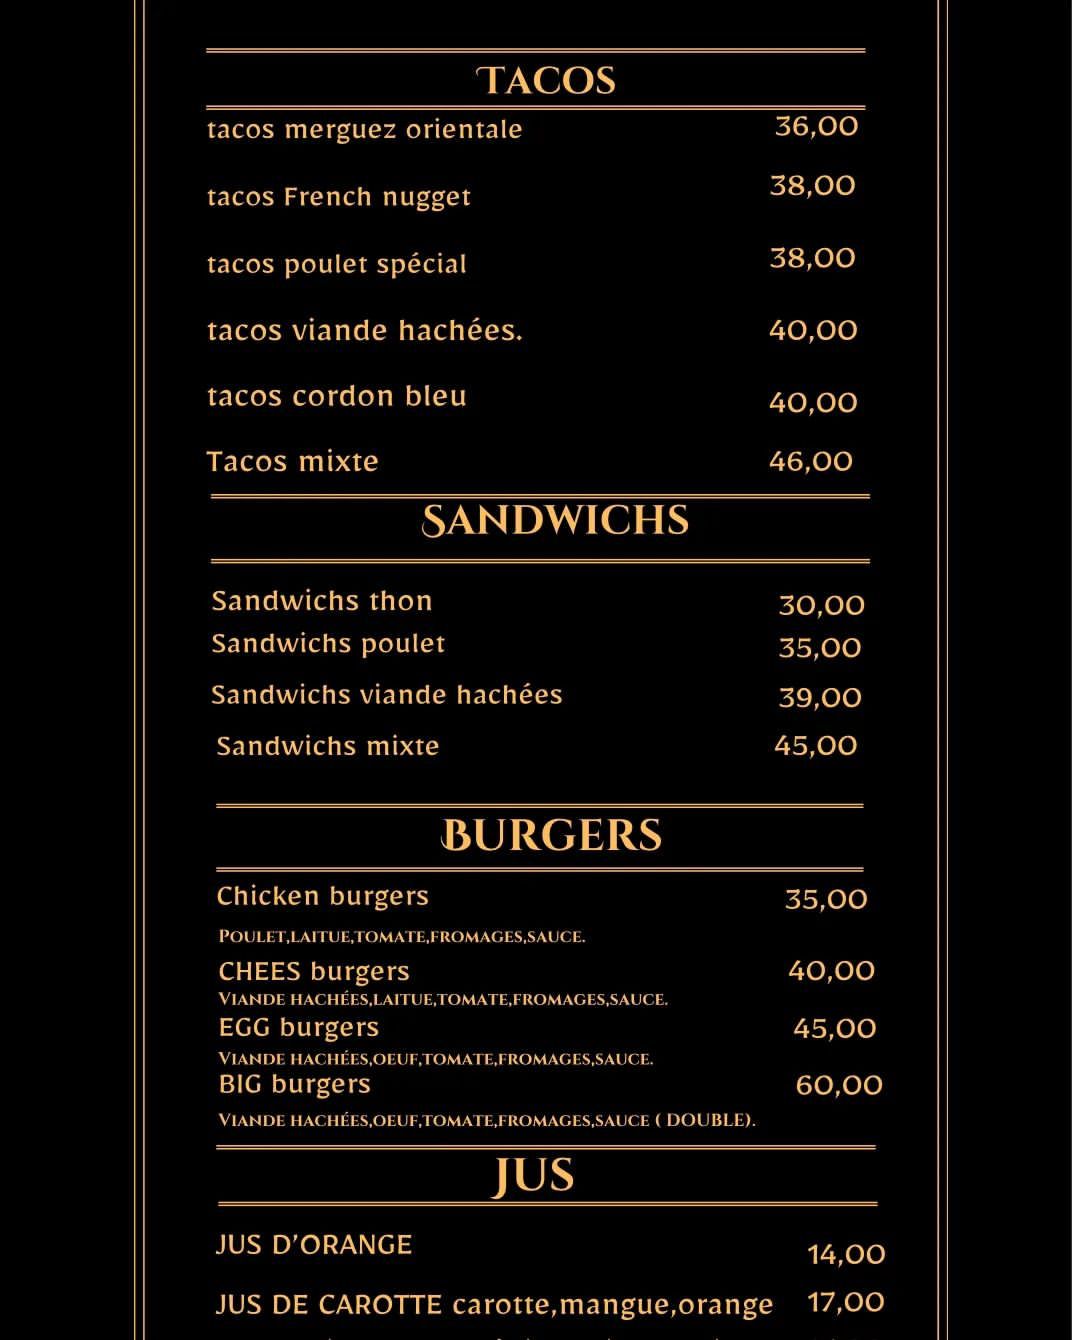 Tacos
tacos merguez orientale 36,00
tacos French nugget 38,00
tacos poulet spécial 38,00
tacos viande hachées. 40,00
tacos cordon bleu 40,00
Tacos mixte 46,00
Sandwichs
Sandwichs thon 30,00
Sandwichs poulet 35,00
Sandwichs viande hachées 39,00
Sandwichs mixte 45,00
Burgers
Chicken burgers 35,00
Poulet,laitue,tomate,fromages,sauce.
CHEES burgers 40,00
Viande hachées,laitue,tomate,fromages,sauce.
EGG burgers 45,00
Viande hachées,oeuf,tomate,fromages,sauce.
BIG burgers 60,00
Viande hachées,oeuf,tomate,fromages,sauce ( DOUBLE).
Jus
JUS D’ORANGE 14,00
JUS DE CAROTTE carotte,mangue,orange 17,00